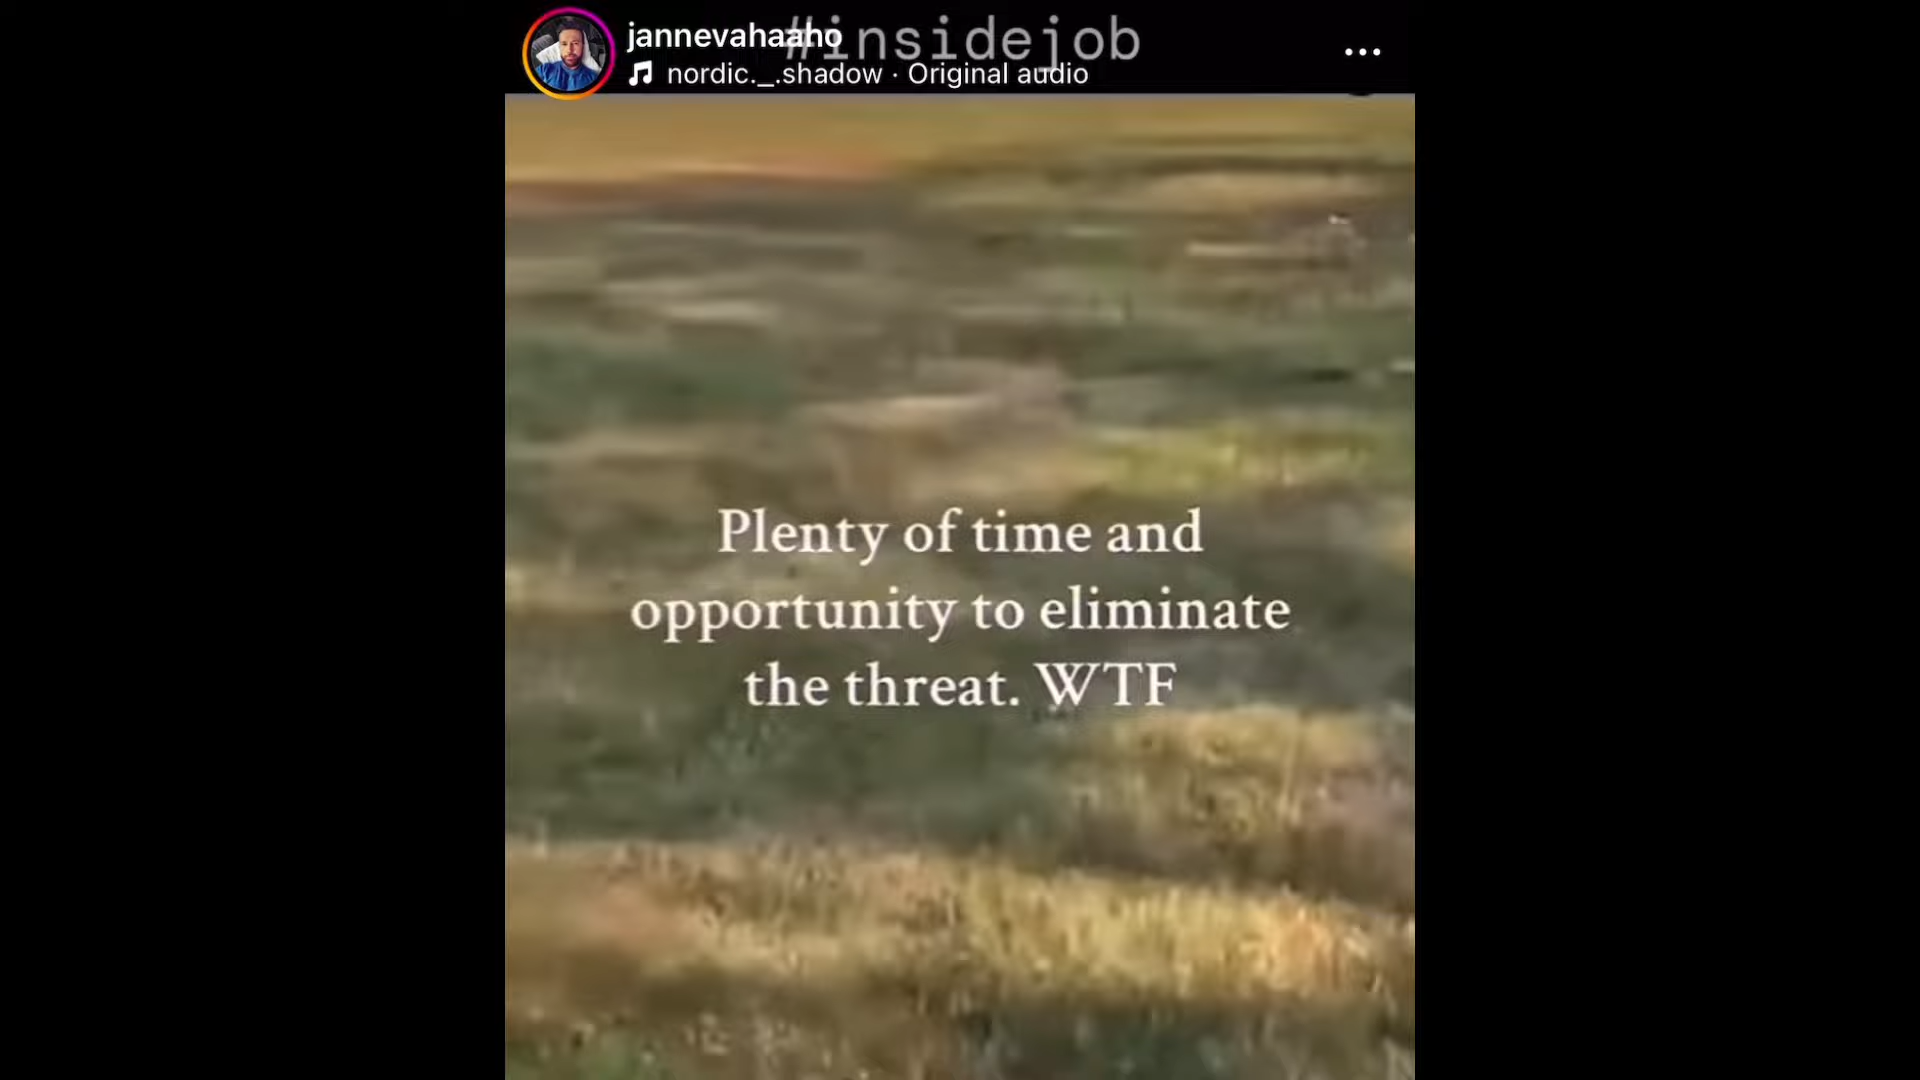 #insidejob
jannevahaaho
nordic._.shadow · Original audio
Plenty of time and
opportunity to eliminate
the threat. WTF